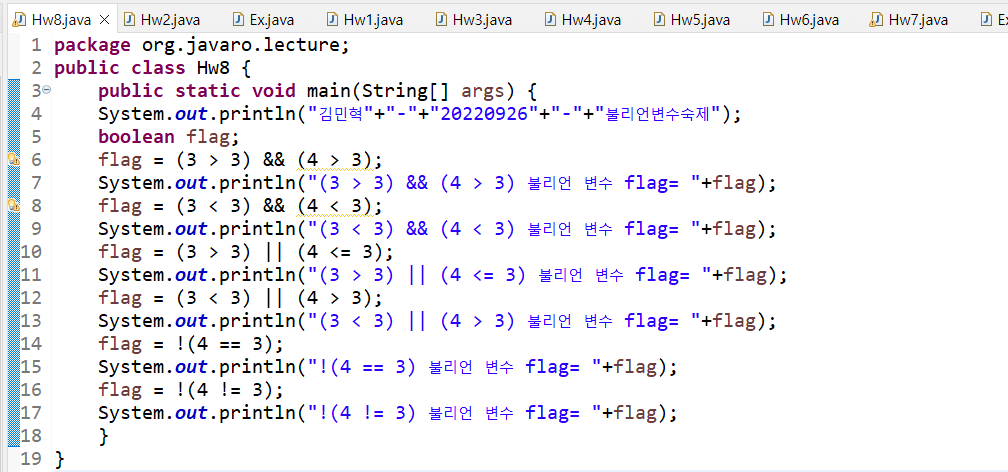 Hw8.java Hw2.java Ex.java Hw1.java Hw3.java Hw4.java Hw5.java Hw6.java Hw7.java
1 package org.javaro.lecture;
2 public class Hw8 {
3 public static void main(String[] args) {
4 System.out.println("김민혁"+"-"+"20220926"+"-"+"불리언변수숙제");
5 boolean flag;
6 flag = (3 > 3) && (4 > 3);
7 System.out.println("(3 > 3) && (4 > 3) 불리언 변수 flag= "+flag);
8 flag = (3 < 3) && (4 < 3);
9 System.out.println("(3 < 3) && (4 < 3) 불리언 변수 flag= "+flag);
10 flag = (3 > 3) || (4 <= 3);
11 System.out.println("(3 > 3) || (4 <= 3) 불리언 변수 flag= "+flag);
12 flag = (3 < 3) || (4 > 3);
13 System.out.println("(3 < 3) || (4 > 3) 불리언 변수 flag= "+flag);
14 flag = !(4 == 3);
15 System.out.println("!(4 == 3) 불리언 변수 flag= "+flag);
16 flag = !(4 != 3);
17 System.out.println("!(4 != 3) 불리언 변수 flag= "+flag);
18 }
19 }